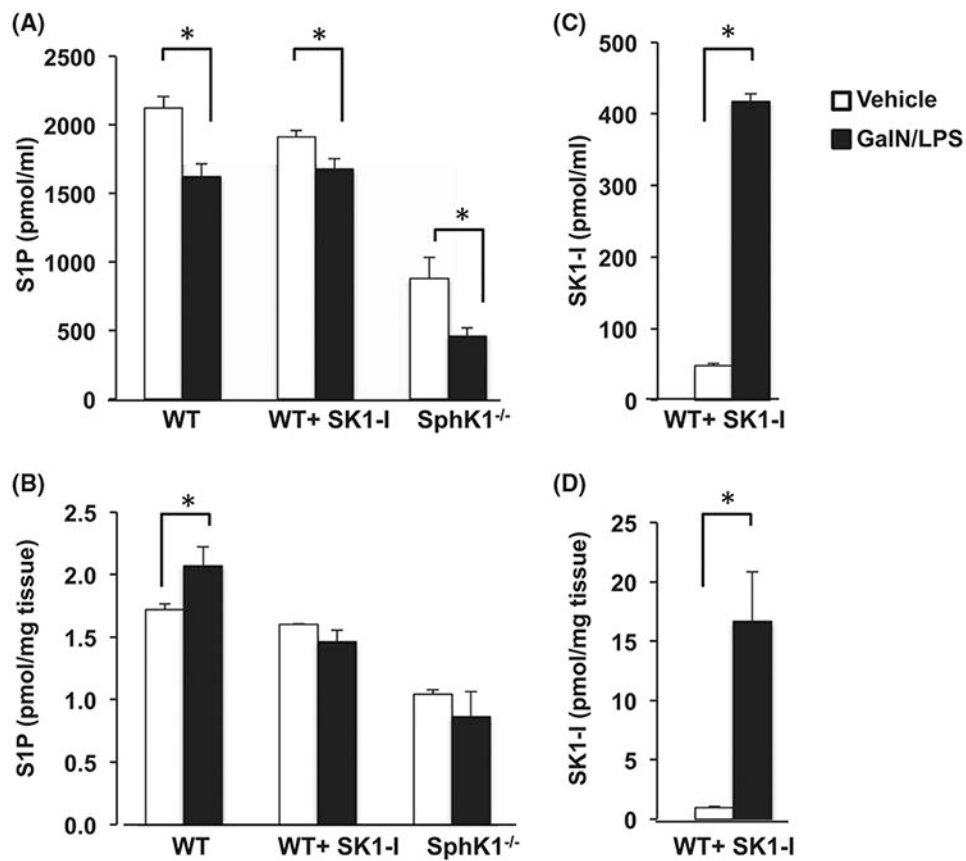 (A)
*
*
*
2500
2000
1500
1000
500
0
S1P (pmol/ml)
WT
WT+ SK1-I
SphK1-/-
(C)
*
500
400
300
200
100
0
SK1-I (pmol/ml)
WT+ SK1-I
Vehicle
GalN/LPS
(B)
*
2.5
2.0
1.5
1.0
0.5
0.0
S1P (pmol/mg tissue)
WT
WT+ SK1-I
SphK1-/-
(D)
*
25
20
15
10
5
0
SK1-I (pmol/mg tissue)
WT+ SK1-I